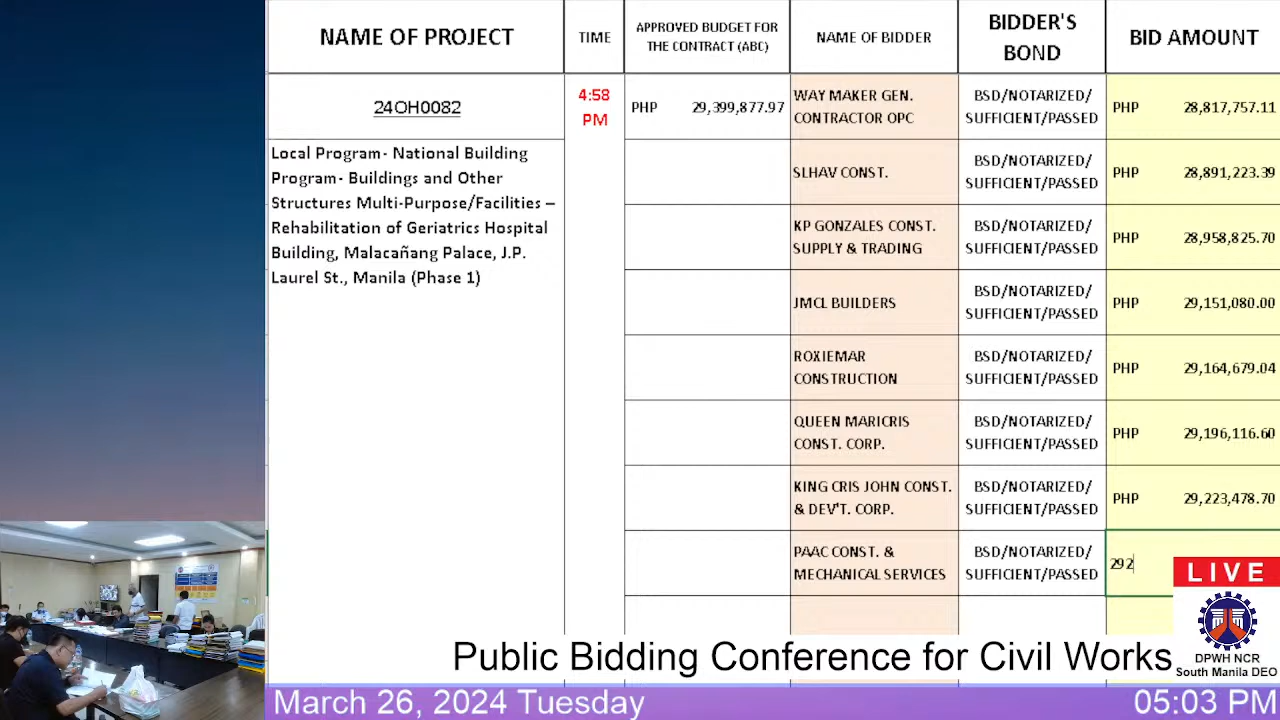 NAME OF PROJECT
TIME
APPROVED BUDGET FOR
THE CONTRACT (ABC)
NAME OF BIDDER
BIDDER'S
BOND
BID AMOUNT
24OH0082
4:58
PM
PHP 29,399,877.97
WAY MAKER GEN.
CONTRACTOR OPC
BSD/NOTARIZED/
SUFFICIENT/PASSED
PHP 28,817,757.11
Local Program- National Building
Program- Buildings and Other
Structures Multi-Purpose/Facilities –
Rehabilitation of Geriatrics Hospital
Building, Malacañang Palace, J.P.
Laurel St., Manila (Phase 1)
SLHAV CONST.
BSD/NOTARIZED/
SUFFICIENT/PASSED
PHP 28,891,223.39
KP GONZALES CONST.
SUPPLY & TRADING
BSD/NOTARIZED/
SUFFICIENT/PASSED
PHP 28,958,825.70
JMCL BUILDERS
BSD/NOTARIZED/
SUFFICIENT/PASSED
PHP 29,151,080.00
ROXIEMAR
CONSTRUCTION
BSD/NOTARIZED/
SUFFICIENT/PASSED
PHP 29,164,679.04
QUEEN MARICRIS
CONST. CORP.
BSD/NOTARIZED/
SUFFICIENT/PASSED
PHP 29,196,116.60
KING CRIS JOHN CONST.
& DEV'T. CORP.
BSD/NOTARIZED/
SUFFICIENT/PASSED
PHP 29,223,478.70
PAAC CONST. &
MECHANICAL SERVICES
BSD/NOTARIZED/
SUFFICIENT/PASSED
292
LIVE
DPWH NCR
South Manila DEO
Public Bidding Conference for Civil Works
March 26, 2024 Tuesday
05:03 PM